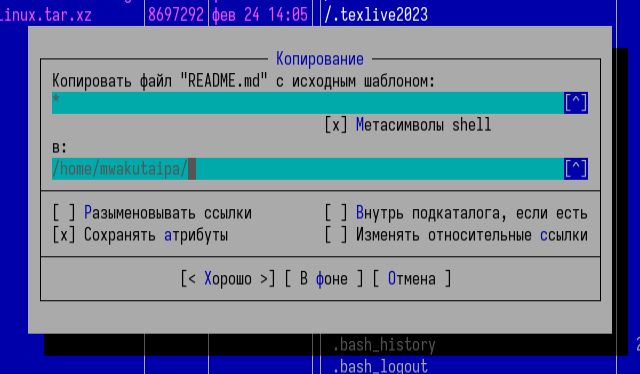 inux.tar.xz 8697292 фев 24 14:05 /.texlive2023
Копирование
Копировать файл "README.md" с исходным шаблоном:
* [^]
[x] Метасимволы shell
в:
/home/mwakutaipa/ [^]
[ ] Разыменовывать ссылки [ ] Внутрь подкаталога, если есть
[x] Сохранять атрибуты [ ] Изменять относительные ссылки
[< Хорошо >] [ В фоне ] [ Отмена ]
.bash_history 2
.bash_logout